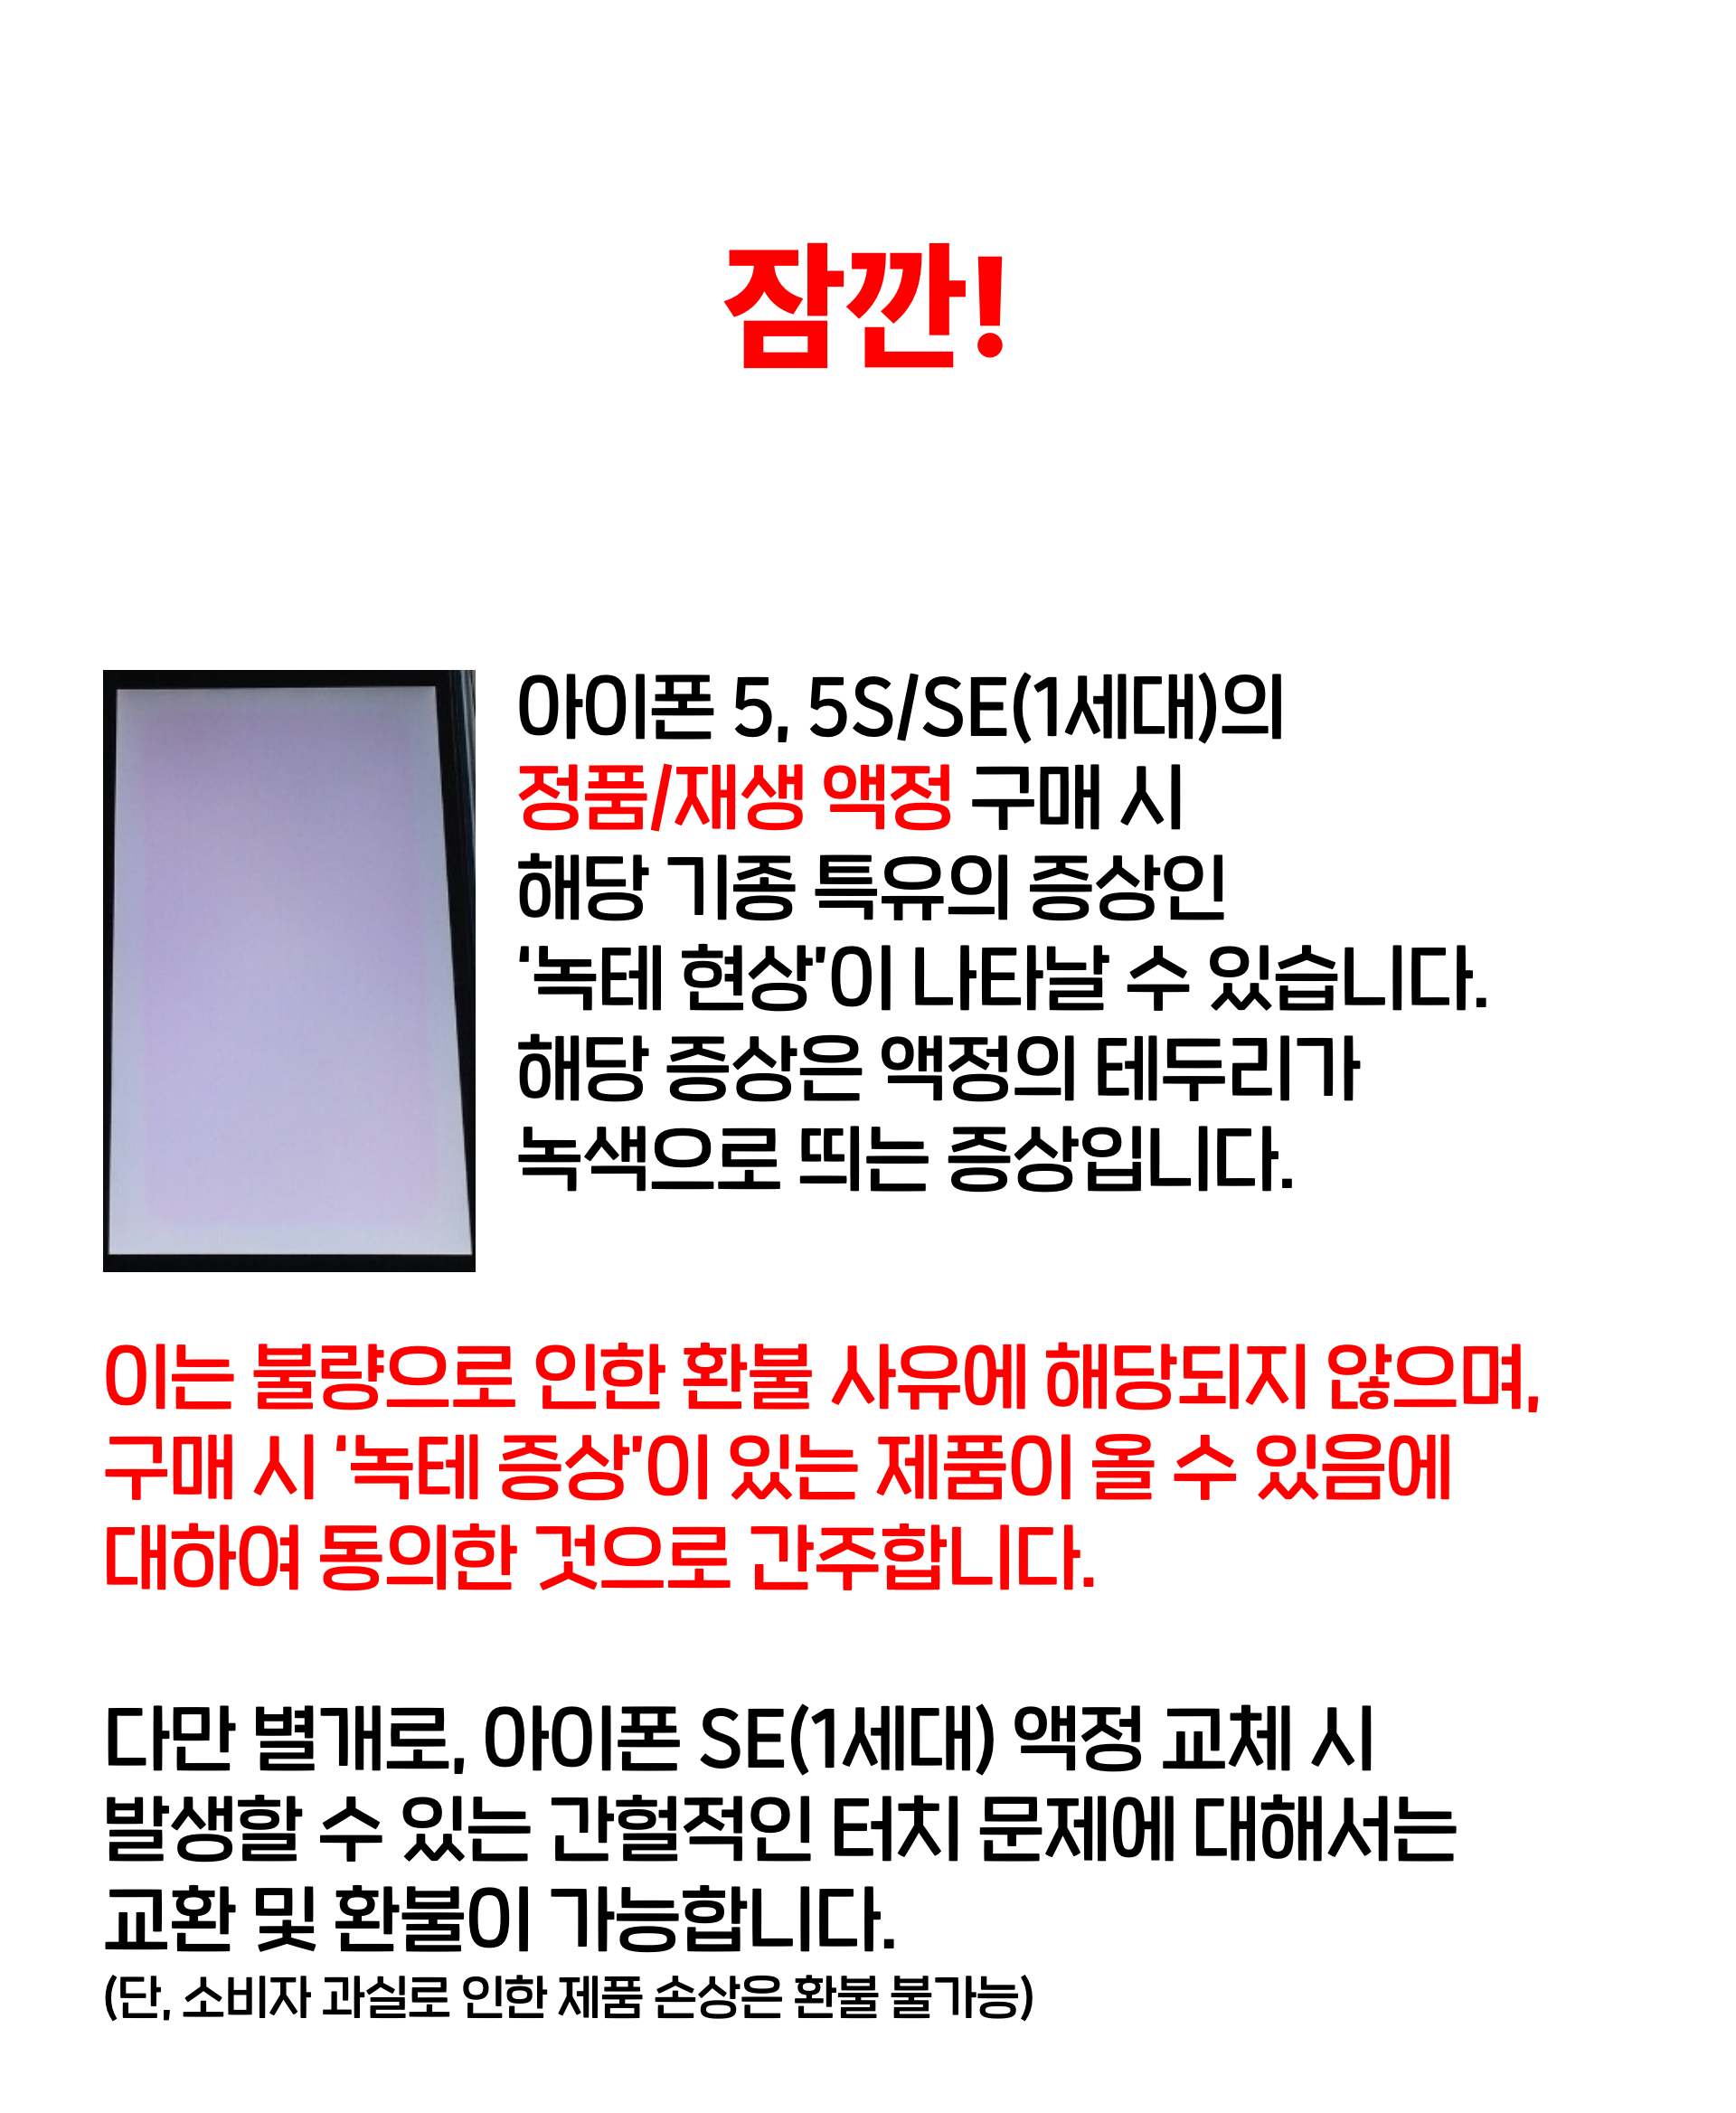 잠깐!
아이폰 5, 5S/SE(1세대)의
정품/재생 액정 구매 시
해당 기종 특유의 증상인
‘녹테 현상’이 나타날 수 있습니다.
해당 증상은 액정의 테두리가
녹색으로 띄는 증상입니다.
이는 불량으로 인한 환불 사유에 해당되지 않으며,
구매 시 ‘녹테 증상’이 있는 제품이 올 수 있음에
대하여 동의한 것으로 간주합니다.
다만 별개로, 아이폰 SE(1세대) 액정 교체 시
발생할 수 있는 간헐적인 터치 문제에 대해서는
교환 및 환불이 가능합니다.
(단, 소비자 과실로 인한 제품 손상은 환불 불가능)